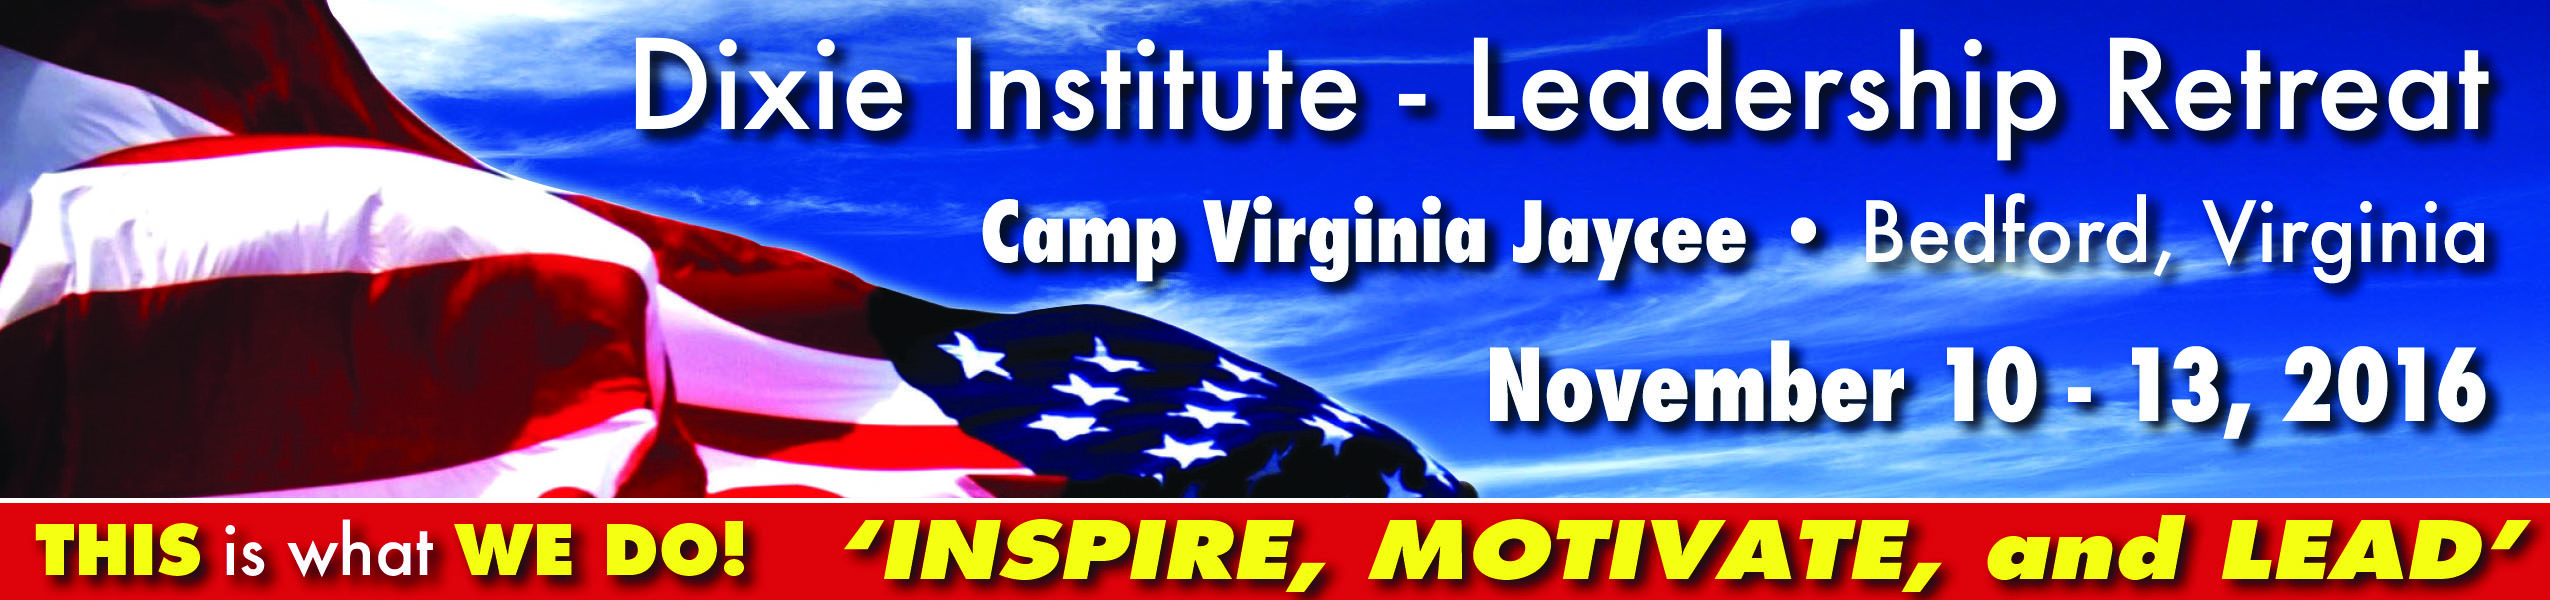 Dixie Institute - Leadership Retreat
Camp Virginia Jaycee • Bedford, Virginia
November 10 - 13, 2016
THIS is what WE DO! 'INSPIRE, MOTIVATE, and LEAD'